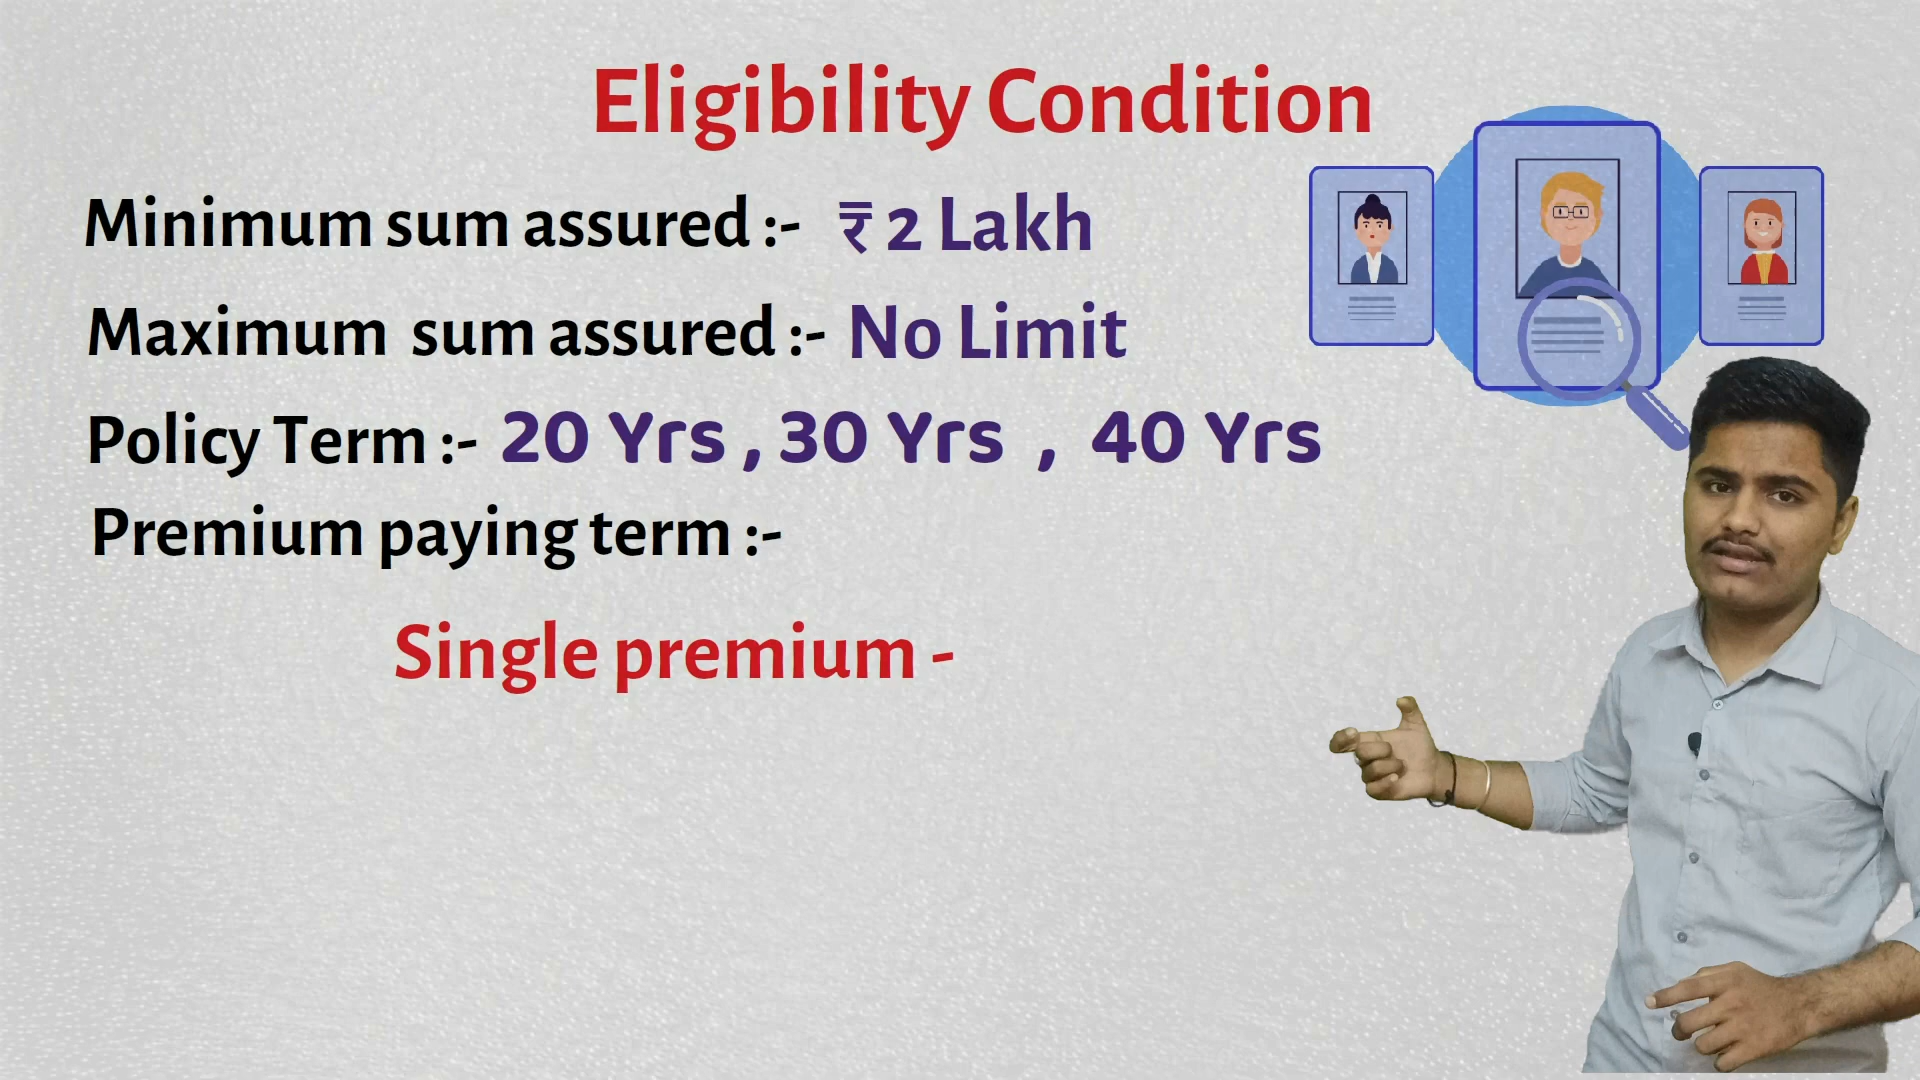 Eligibility Condition
Minimum sum assured :- ₹ 2 Lakh
Maximum sum assured :- No Limit
Policy Term :- 20 Yrs , 30 Yrs , 40 Yrs
Premium paying term :-
Single premium -